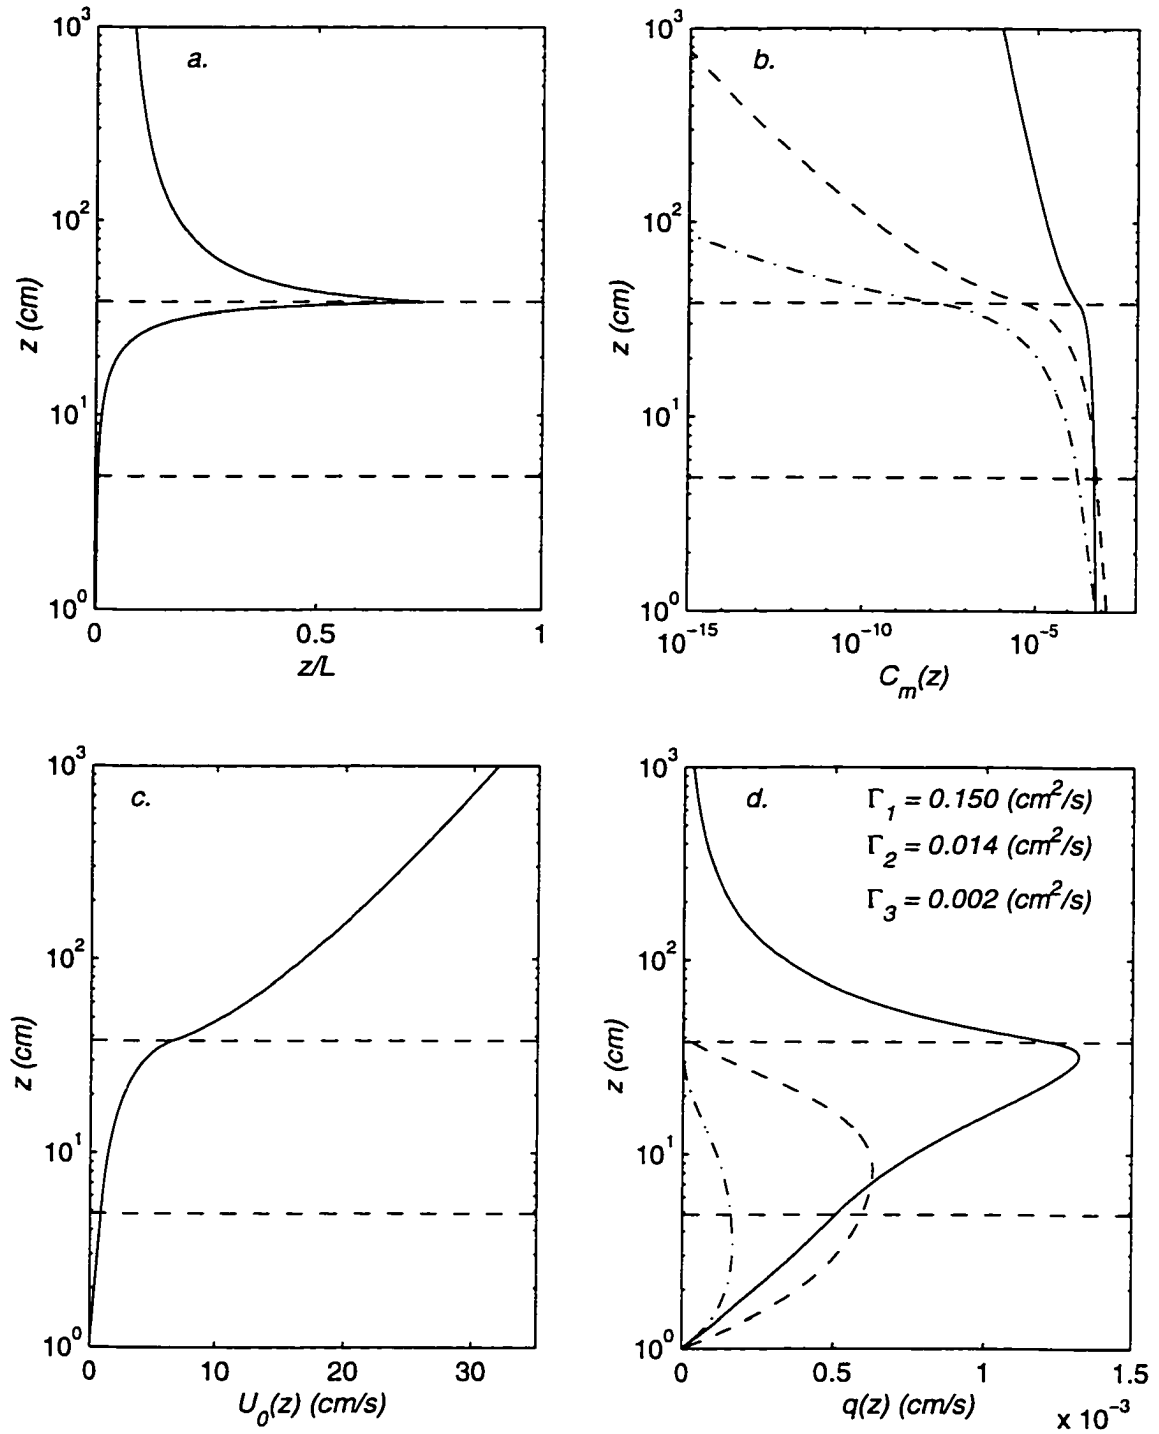 a.
10^3
10^2
10^1
10^0
z (cm)
0 0.5 1
z/L
b.
10^3
10^2
10^1
10^0
z (cm)
10^-15 10^-10 10^-5
C_m(z)
c.
10^3
10^2
10^1
10^0
z (cm)
0 10 20 30
U_0(z) (cm/s)
d.
Γ_1 = 0.150 (cm^2/s)
Γ_2 = 0.014 (cm^2/s)
Γ_3 = 0.002 (cm^2/s)
10^3
10^2
10^1
10^0
z (cm)
0 0.5 1 1.5
q(z) (cm/s)
x 10^-3